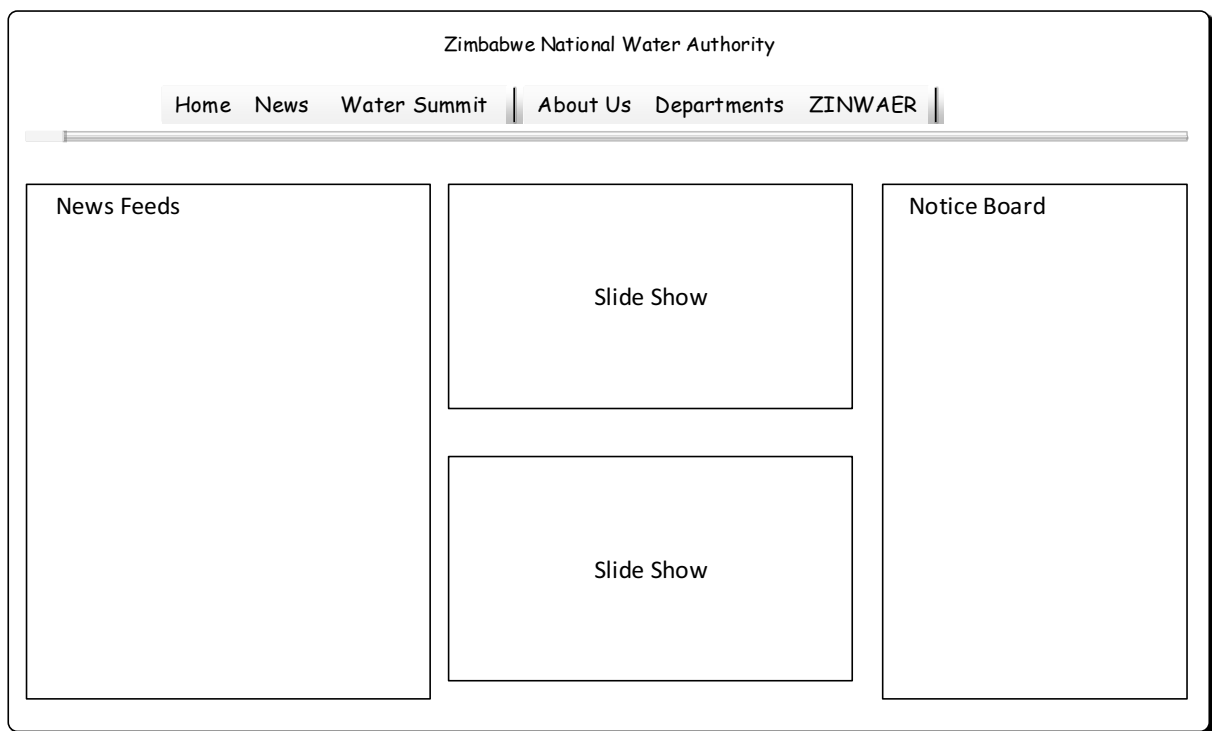 Zimbabwe National Water Authority
Home News Water Summit About Us Departments ZINWAER
News Feeds
Slide Show
Slide Show
Notice Board